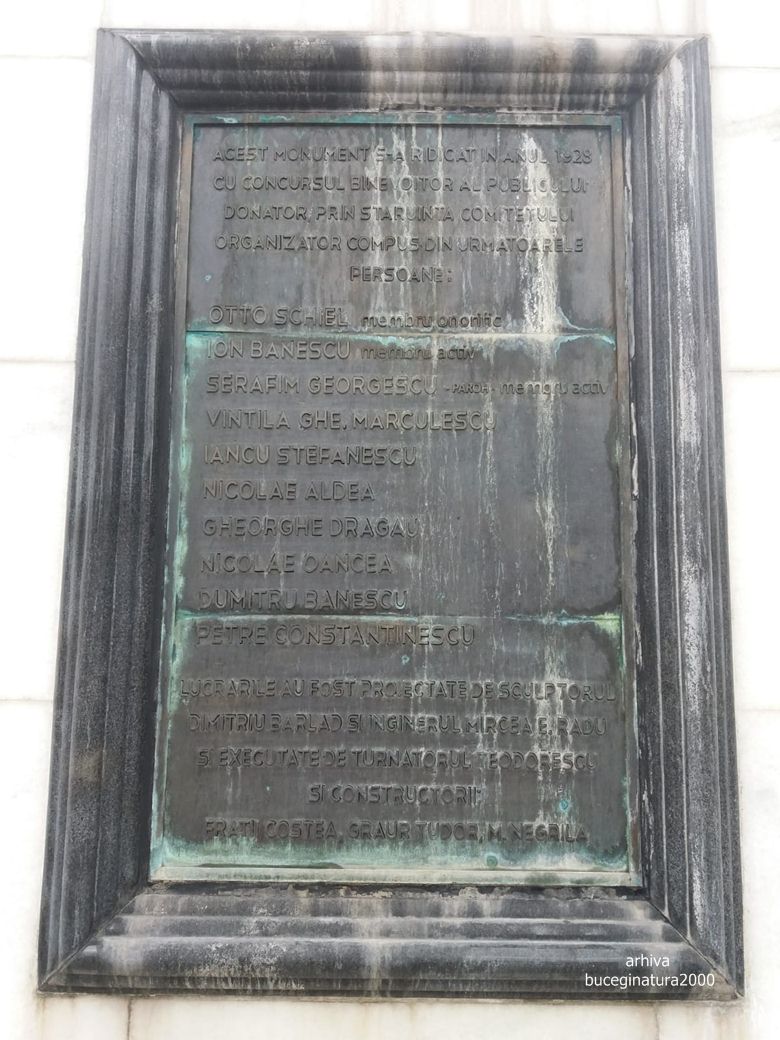 ACEST MONUMENT S-A RIDICAT IN ANUL 1928
CU CONCURSUL BINEVOITOR AL PUBLICULUI
DONATOR, PRIN STARUINTA COMITETULUI
ORGANIZATOR COMPUS DIN URMATOARELE
PERSOANE:
OTTO SCHIEL membru onorific
ION BANESCU membru activ
SERAFIM GEORGESCU - PAROH - membru activ
VINTILA GHE. MARCULESCU
IANCU STEFANESCU
NICOLAE ALDEA
GHEORGHE DRAGAU
NICOLAE OANCEA
DUMITRU BANESCU
PETRE CONSTANTINESCU
LUCRARILE AU FOST PROIECTATE DE SCULPTORUL
DIMITRIU BARLAD SI INGINERUL MIRCEA E. RADU
SI EXECUTATE DE TURNATORUL TEODORESCU
SI CONSTRUCTORII:
FRATII COSTEA, GRAUR TUDOR, M. NEGRILA
arhiva
buceginatura2000